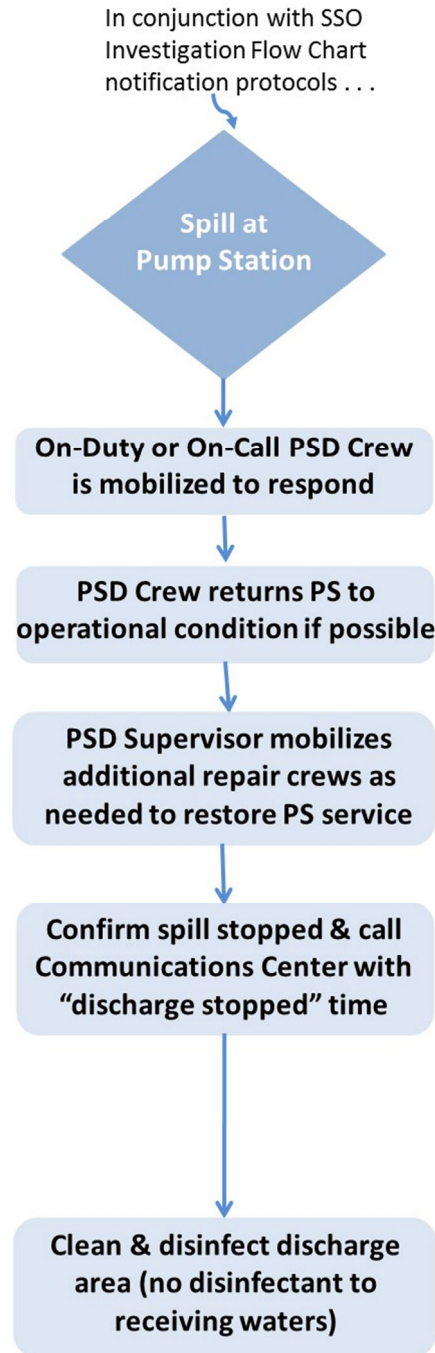 In conjunction with SSO
Investigation Flow Chart
notification protocols . . .
Spill at
Pump Station
On-Duty or On-Call PSD Crew
is mobilized to respond
PSD Crew returns PS to
operational condition if possible
PSD Supervisor mobilizes
additional repair crews as
needed to restore PS service
Confirm spill stopped & call
Communications Center with
“discharge stopped” time
Clean & disinfect discharge
area (no disinfectant to
receiving waters)